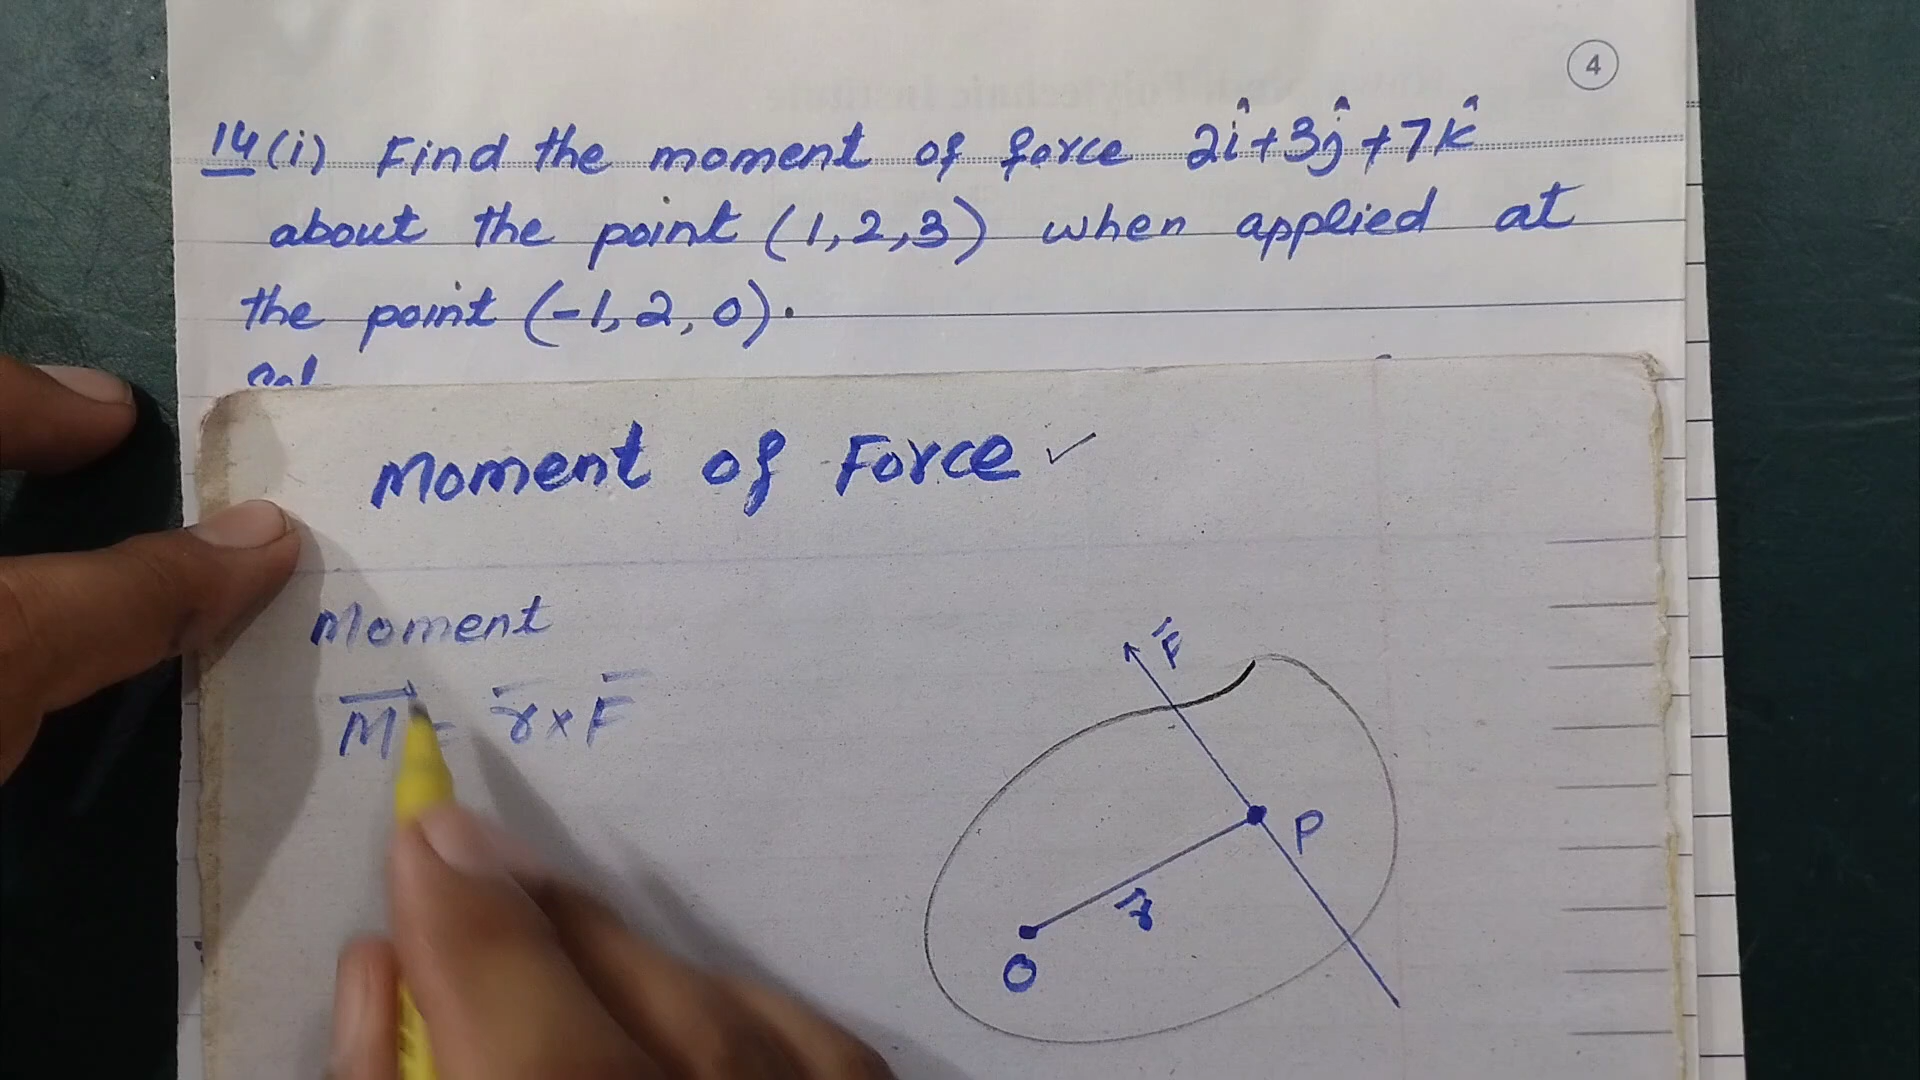 4
14(i) Find the moment of force 2î+3ĵ+7k̂
about the point (1,2,3) when applied at
the point (-1, 2, 0).
Sol
Moment of Force ✓
Moment
M⃗ = r̄ × F̄
F̄
P
r⃗
O